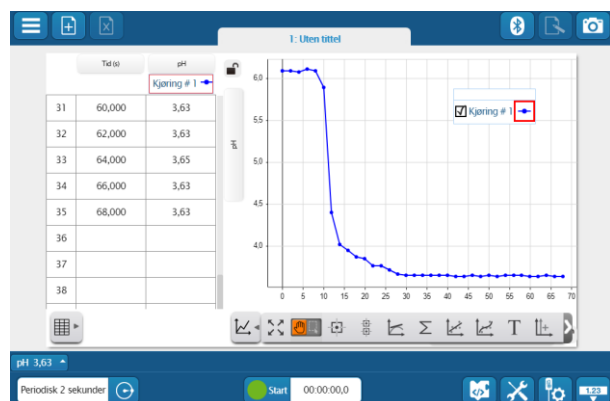 1: Uten tittel
Tid (s) pH
Kjøring # 1
31 60,000 3,63
32 62,000 3,63
33 64,000 3,65
34 66,000 3,63
35 68,000 3,63
36
37
38
pH
6,0
5,5
5,0
4,5
4,0
Kjøring # 1
0 5 10 15 20 25 30 35 40 45 50 55 60 65 70
Σ T
pH 3,63
Periodisk 2 sekunder Start 00:00:00,0 1.23